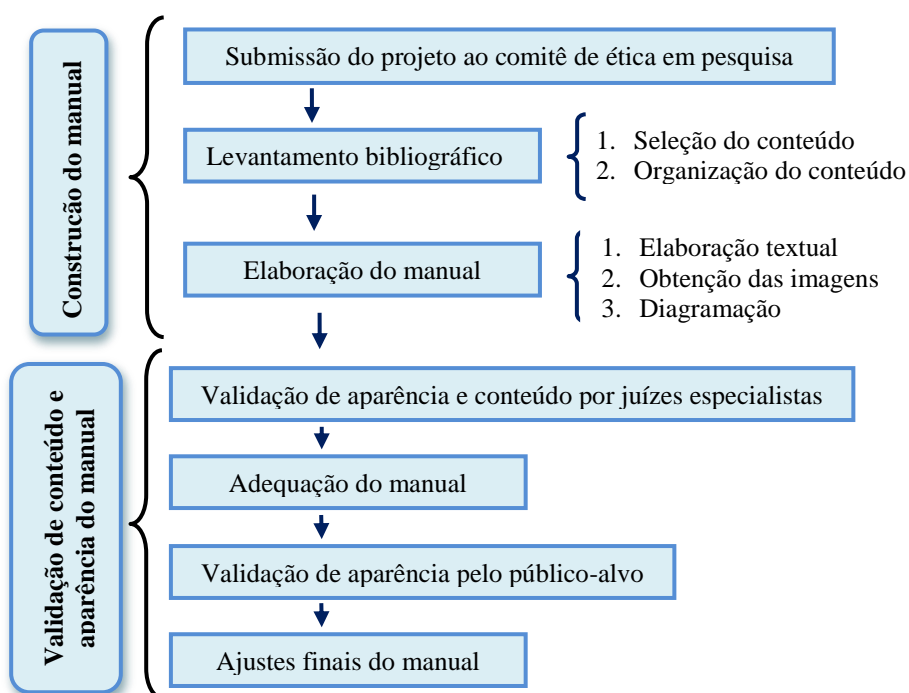 Construção do manual
Submissão do projeto ao comitê de ética em pesquisa
Levantamento bibliográfico
1. Seleção do conteúdo
2. Organização do conteúdo
Elaboração do manual
1. Elaboração textual
2. Obtenção das imagens
3. Diagramação
Validação de conteúdo e
aparência do manual
Validação de aparência e conteúdo por juízes especialistas
Adequação do manual
Validação de aparência pelo público-alvo
Ajustes finais do manual